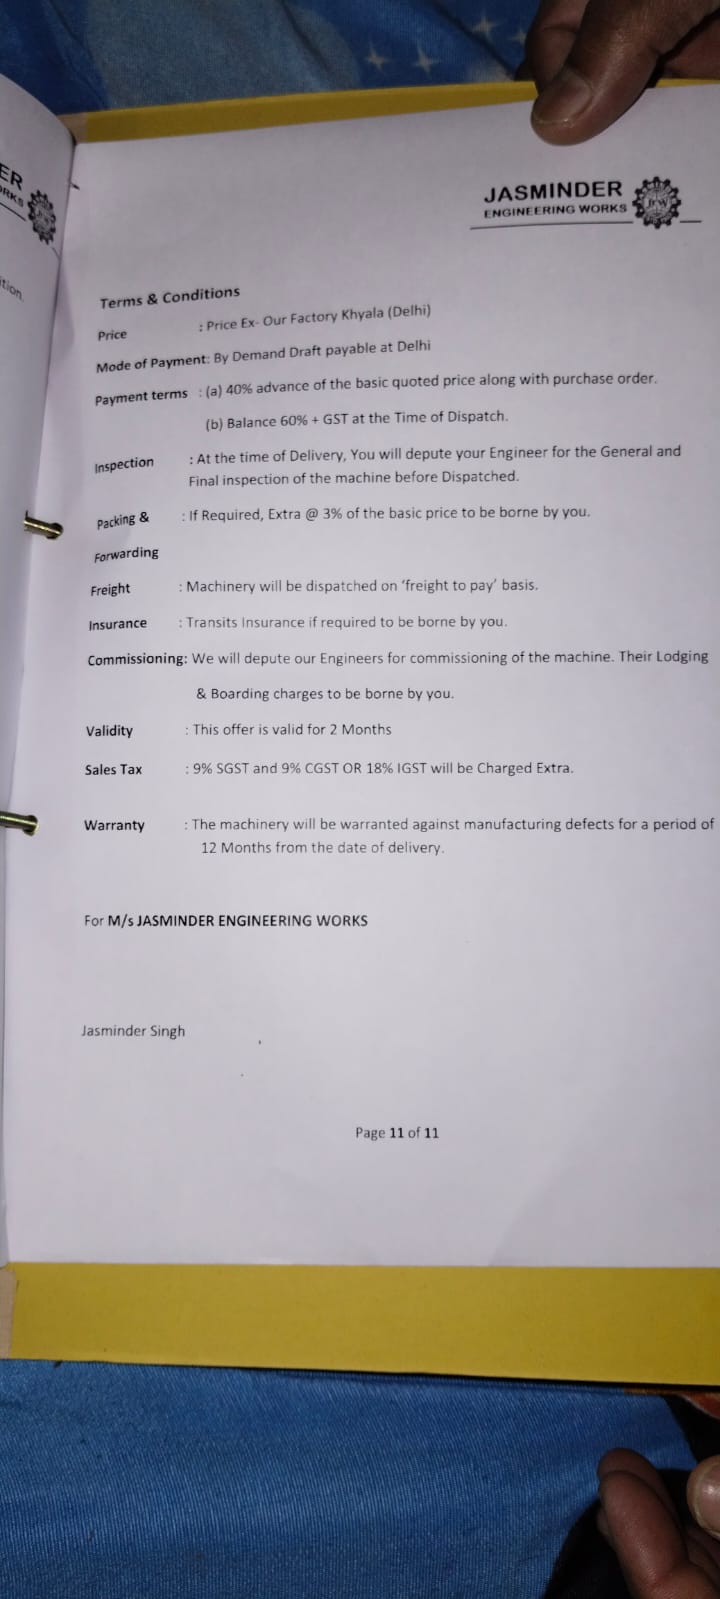 ER
ORKS
ition.
JASMINDER
ENGINEERING WORKS
JEW
Terms & Conditions
Price : Price Ex- Our Factory Khyala (Delhi)
Mode of Payment: By Demand Draft payable at Delhi
Payment terms : (a) 40% advance of the basic quoted price along with purchase order.
(b) Balance 60% + GST at the Time of Dispatch.
Inspection : At the time of Delivery, You will depute your Engineer for the General and
Final inspection of the machine before Dispatched.
Packing & : If Required, Extra @ 3% of the basic price to be borne by you.
Forwarding
Freight : Machinery will be dispatched on ‘freight to pay’ basis.
Insurance : Transits Insurance if required to be borne by you.
Commissioning: We will depute our Engineers for commissioning of the machine. Their Lodging
& Boarding charges to be borne by you.
Validity : This offer is valid for 2 Months
Sales Tax : 9% SGST and 9% CGST OR 18% IGST will be Charged Extra.
Warranty : The machinery will be warranted against manufacturing defects for a period of
12 Months from the date of delivery.
For M/s JASMINDER ENGINEERING WORKS
Jasminder Singh
Page 11 of 11